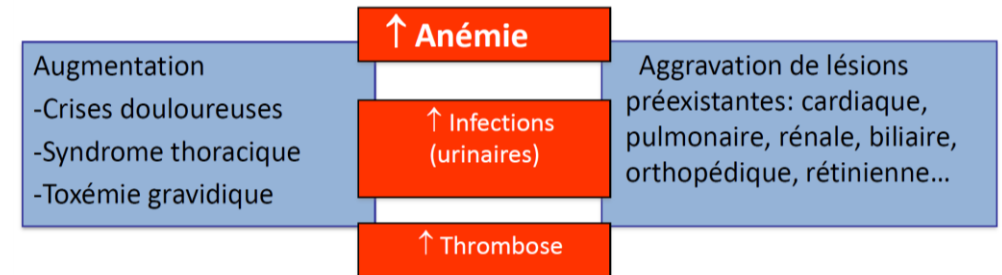 ↑ Anémie
Augmentation
-Crises douloureuses
-Syndrome thoracique
-Toxémie gravidique
↑ Infections
(urinaires)
↑ Thrombose
Aggravation de lésions
préexistantes: cardiaque,
pulmonaire, rénale, biliaire,
orthopédique, rétinienne...